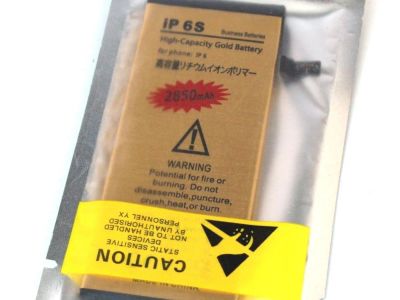 iP 6S
Business Batteries
High-Capacity Gold Battery
for phone: IP 6
高容量リチウムイオンポリマー
2850mAh
WARNING
Potential for fire or
burning. Do not
disassemble,puncture,
crush,heat,or burn.
CAUTION
STATIC SENSITIVE
DEVICES
NOT TO BE HANDLED
BY UNAUTHORISED
PERSONNEL YX